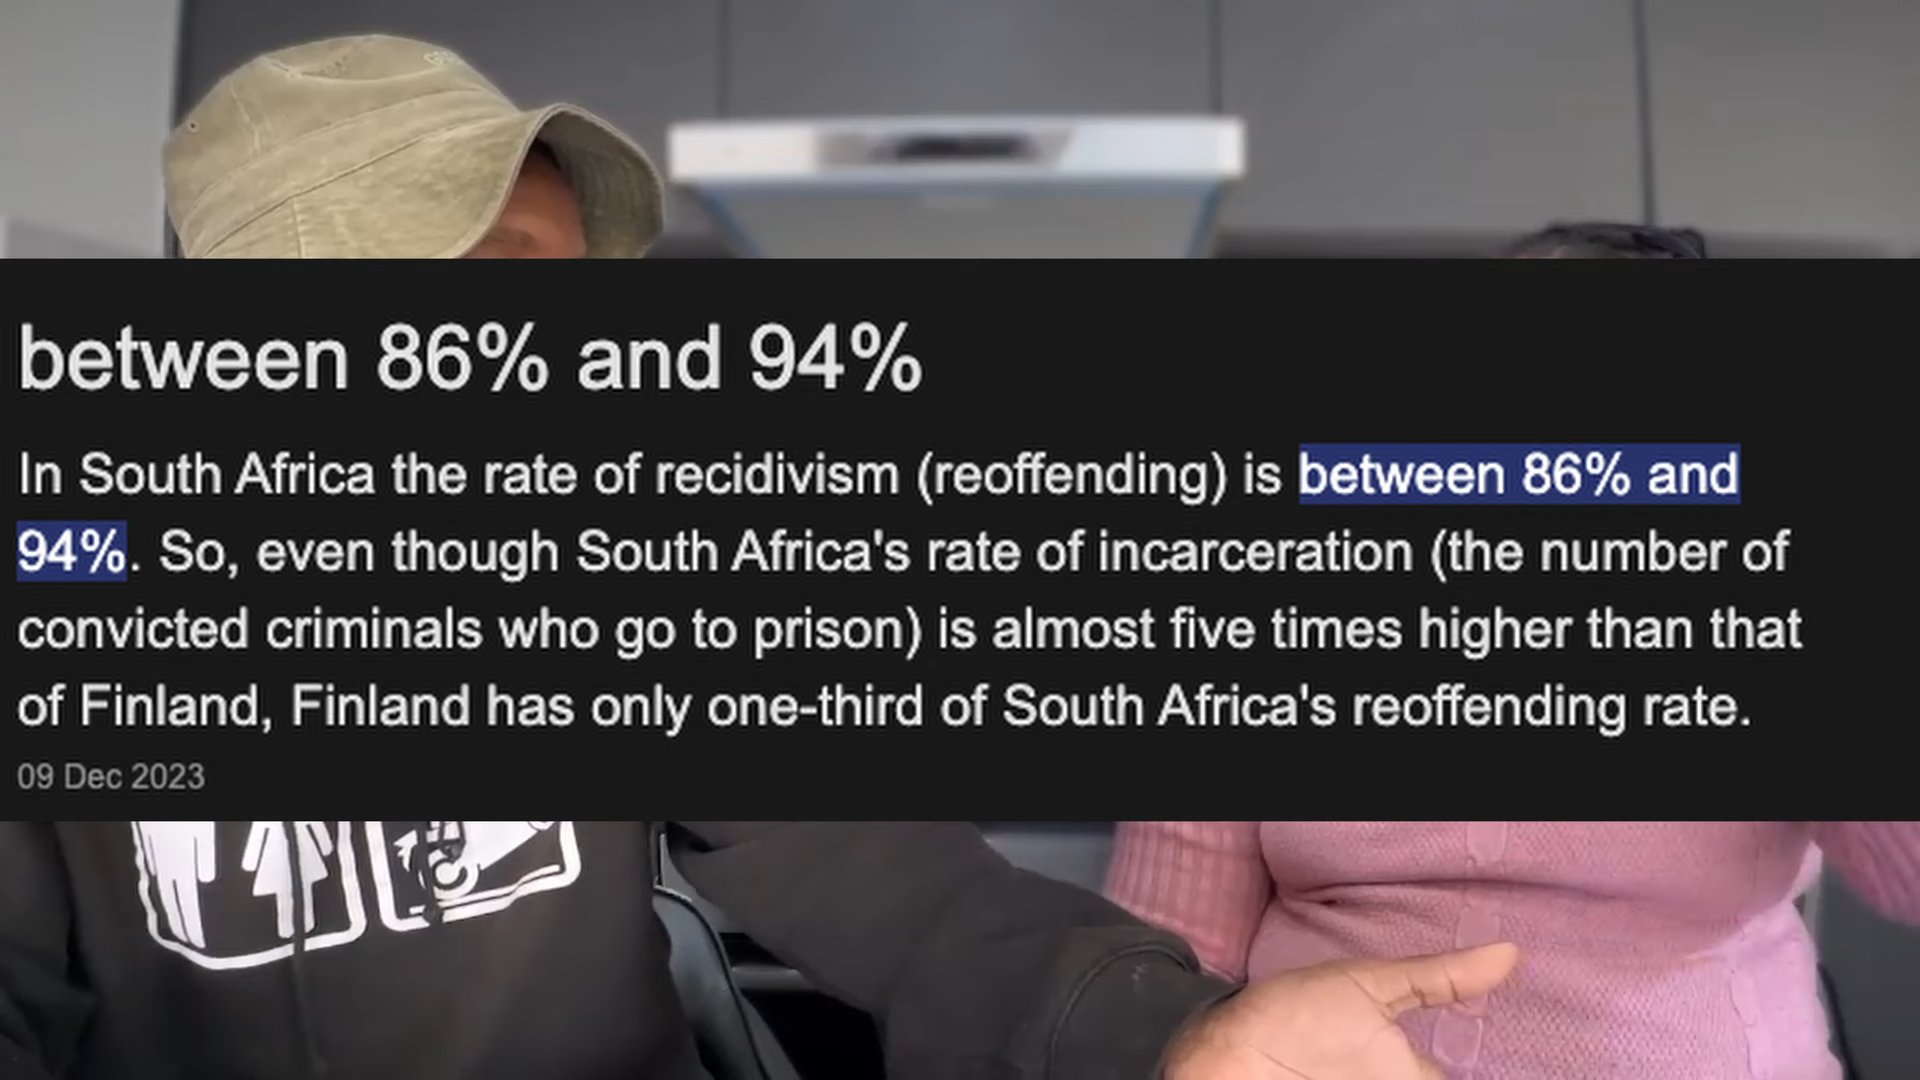 between 86% and 94%
In South Africa the rate of recidivism (reoffending) is between 86% and
94%. So, even though South Africa's rate of incarceration (the number of
convicted criminals who go to prison) is almost five times higher than that
of Finland, Finland has only one-third of South Africa's reoffending rate.
09 Dec 2023